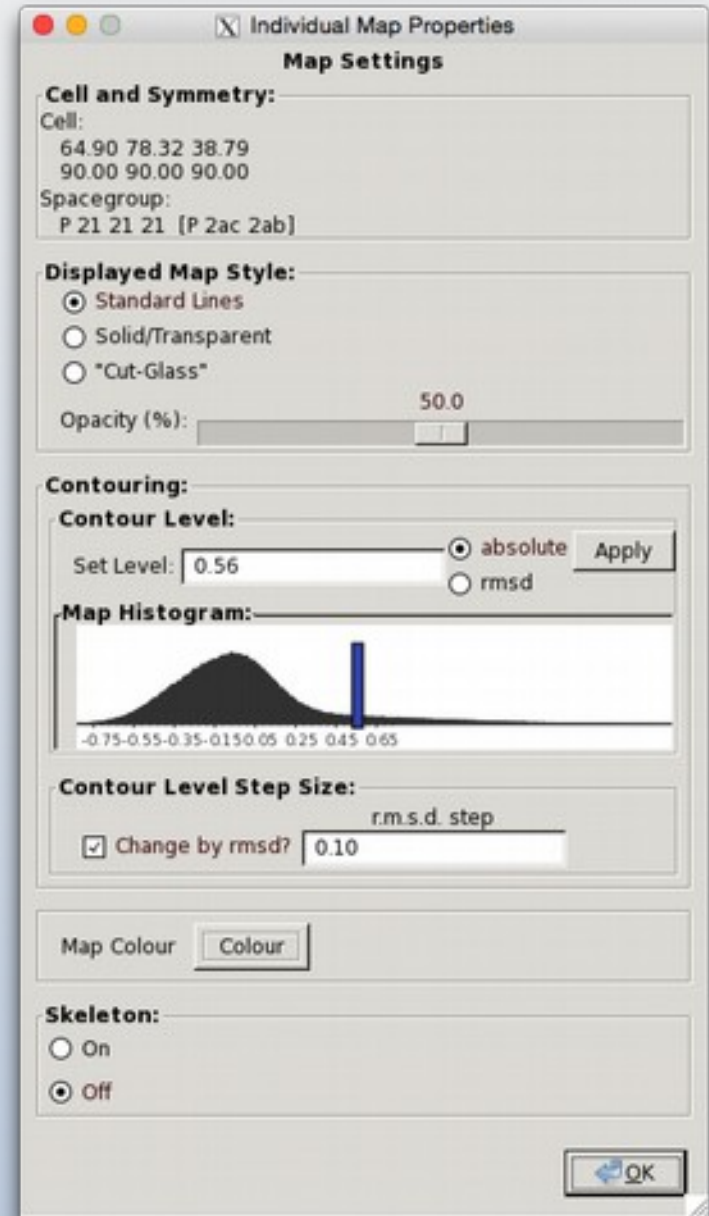 Individual Map Properties
Map Settings
Cell and Symmetry:
Cell:
64.90 78.32 38.79
90.00 90.00 90.00
Spacegroup:
P 21 21 21 [P 2ac 2ab]
Displayed Map Style:
Standard Lines
Solid/Transparent
"Cut-Glass"
50.0
Opacity (%):
Contouring:
Contour Level:
Set Level: 0.56 absolute Apply
rmsd
Map Histogram:
-0.75-0.55-0.35-0.150.05 0.25 0.45 0.65
Contour Level Step Size:
r.m.s.d. step
Change by rmsd? 0.10
Map Colour Colour
Skeleton:
On
Off
OK